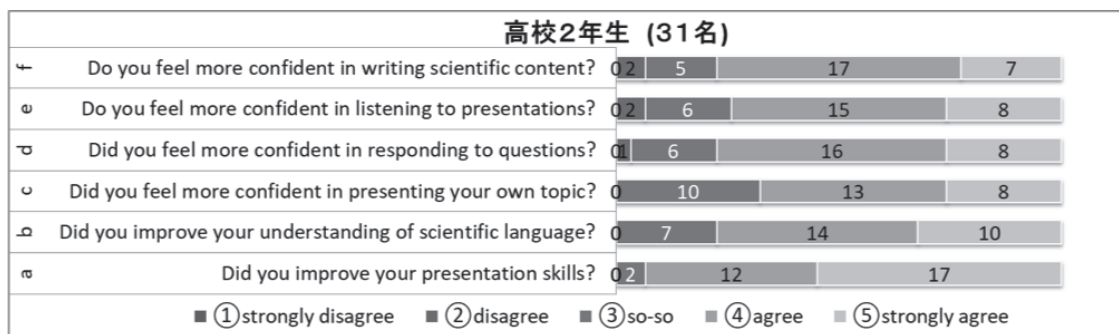 高校２年生 (３１名)
f Do you feel more confident in writing scientific content? 0 2 5 17 7
e Do you feel more confident in listening to presentations? 0 2 6 15 8
d Did you feel more confident in responding to questions? 0 1 6 16 8
c Did you feel more confident in presenting your own topic? 0 10 13 8
b Did you improve your understanding of scientific language? 0 7 14 10
a Did you improve your presentation skills? 0 2 12 17
①strongly disagree ②disagree ③so-so ④agree ⑤strongly agree